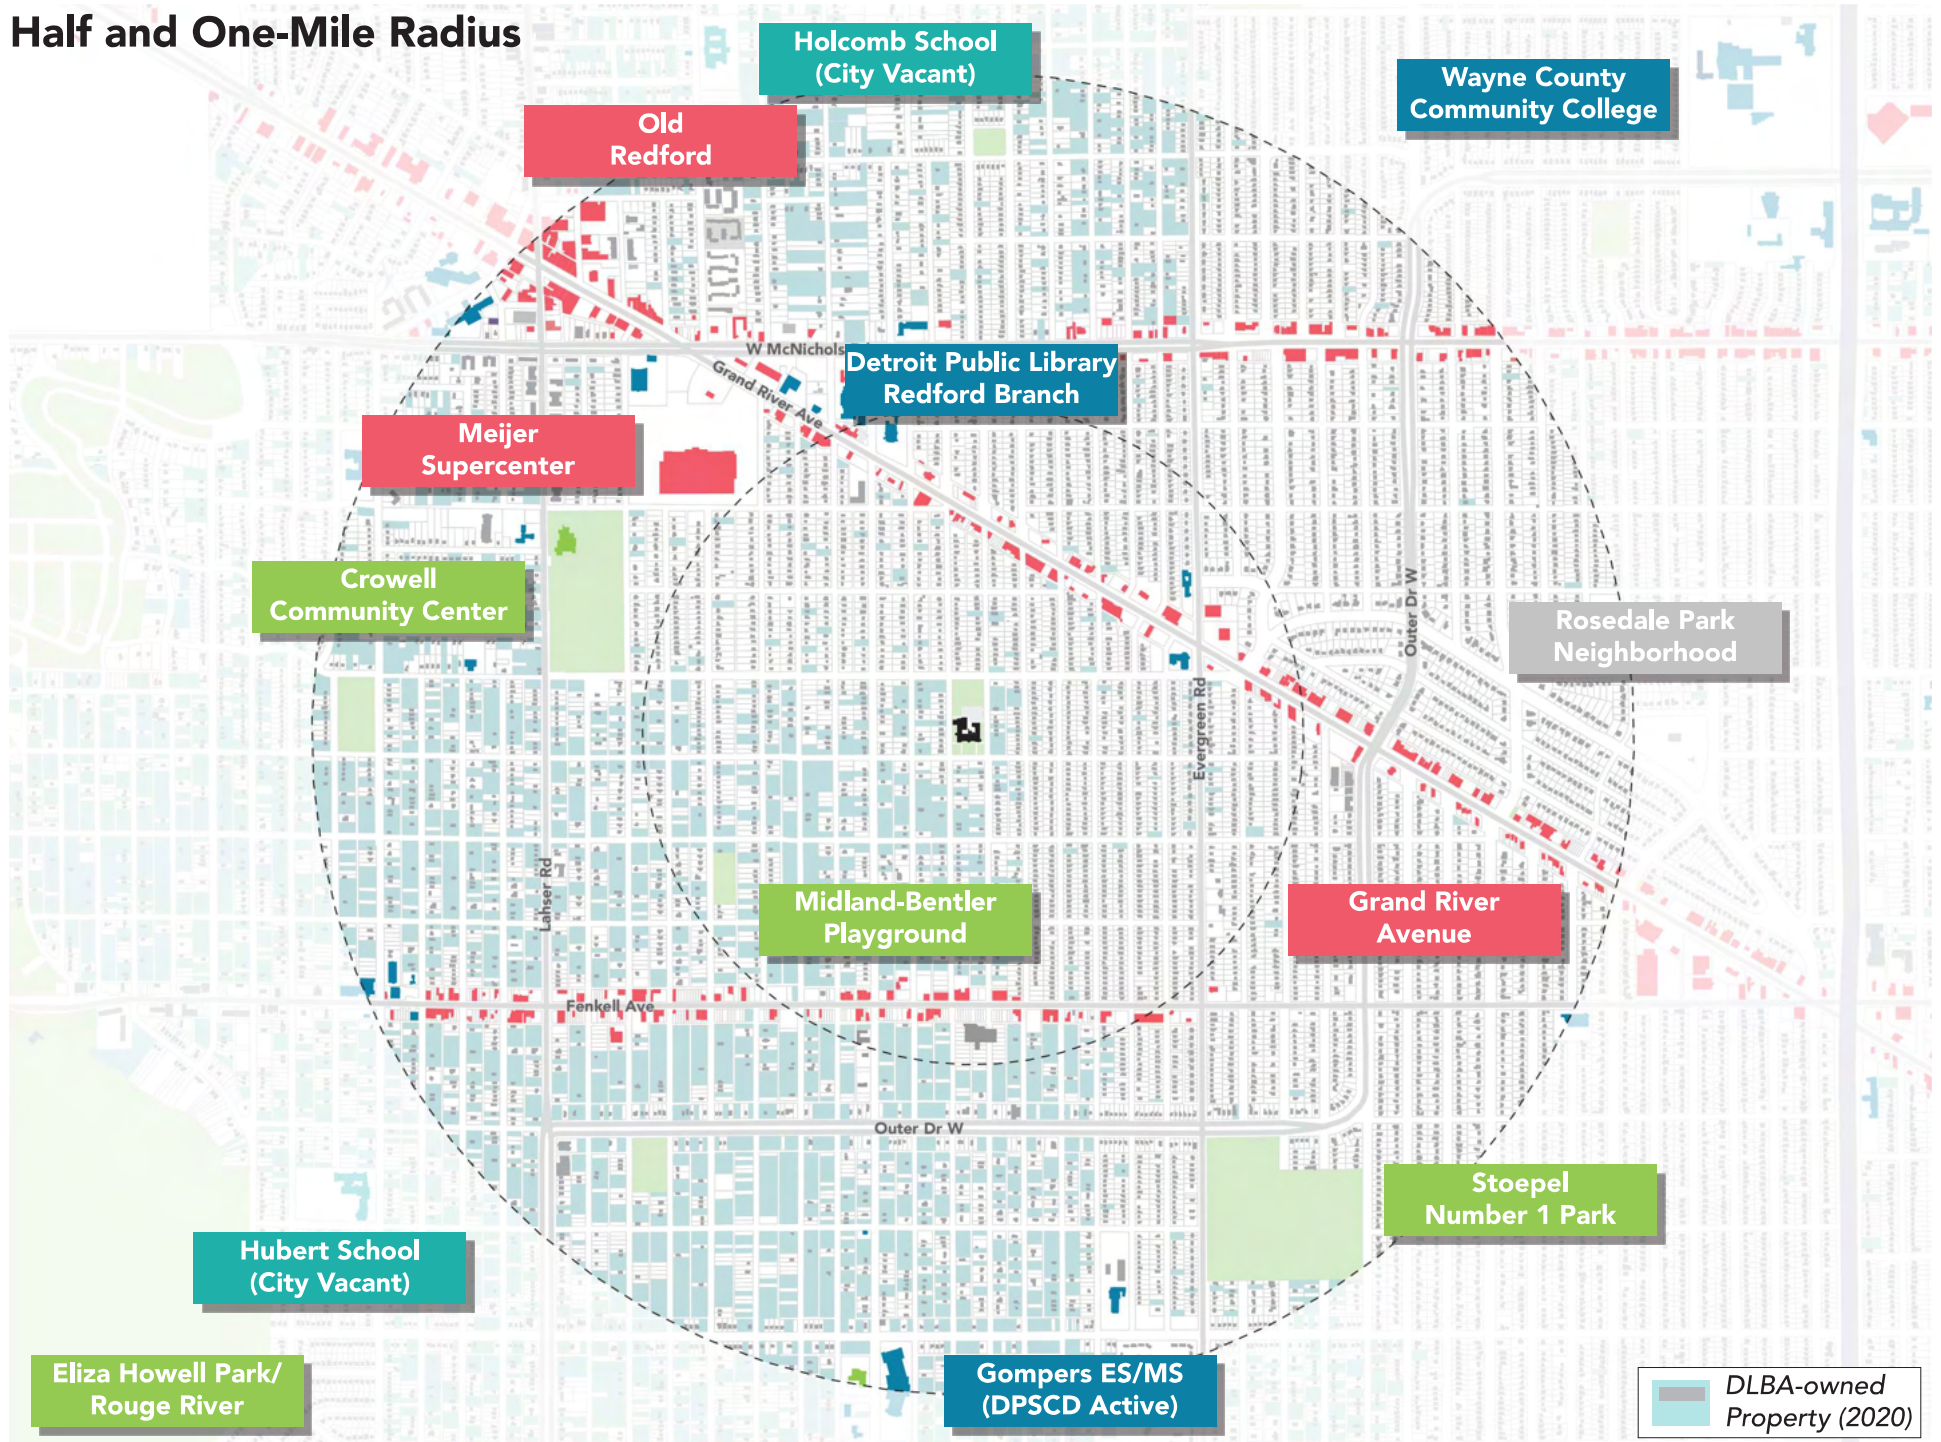 Half and One-Mile Radius
Holcomb School
(City Vacant)
Wayne County
Community College
Old
Redford
W McNichols
Grand River Ave
Detroit Public Library
Redford Branch
Meijer
Supercenter
Crowell
Community Center
Outer Dr W
Rosedale Park
Neighborhood
Evergreen Rd
Lahser Rd
Midland-Bentler
Playground
Grand River
Avenue
Fenkell Ave
Outer Dr W
Stoepel
Number 1 Park
Hubert School
(City Vacant)
Eliza Howell Park/
Rouge River
Gompers ES/MS
(DPSCD Active)
DLBA-owned
Property (2020)